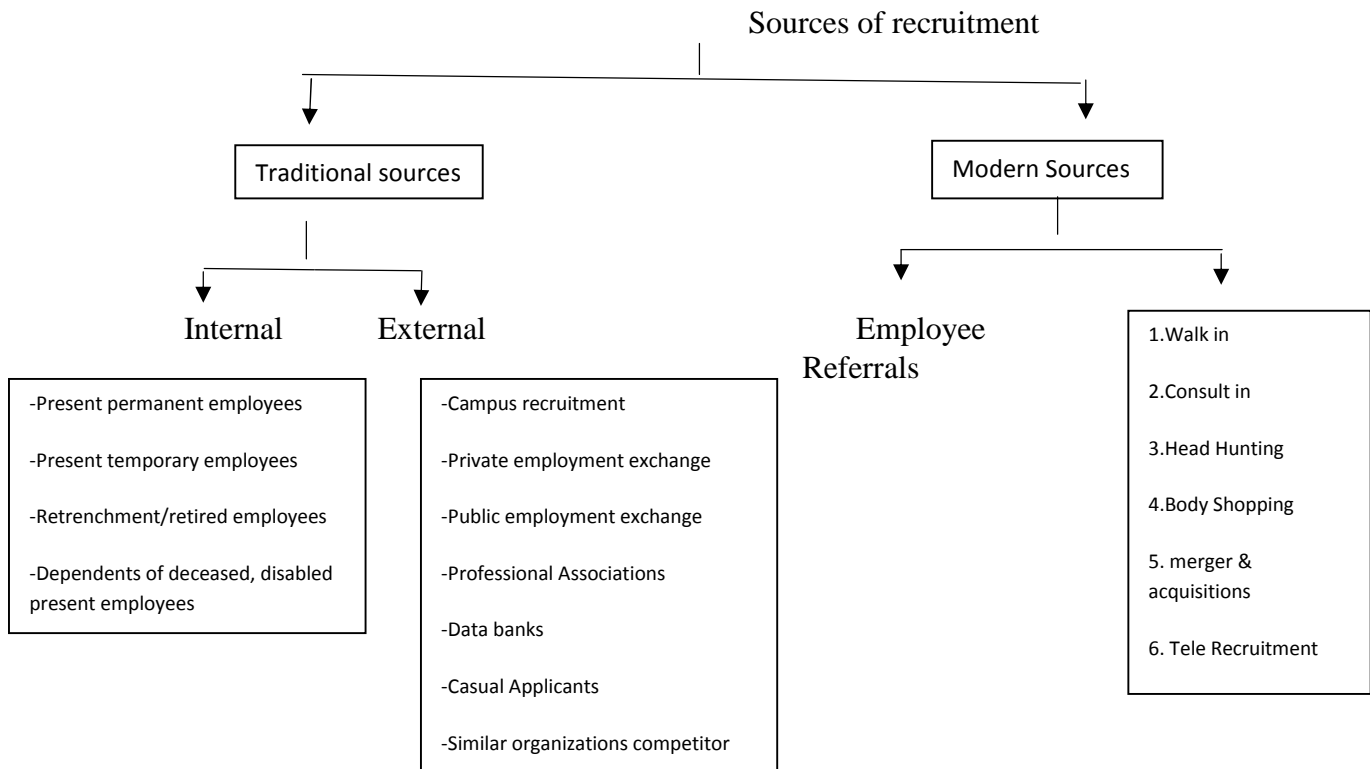 Sources of recruitment
Traditional sources
Modern Sources
Internal
External
Employee
Referrals
-Present permanent employees
-Present temporary employees
-Retrenchment/retired employees
-Dependents of deceased, disabled
present employees
-Campus recruitment
-Private employment exchange
-Public employment exchange
-Professional Associations
-Data banks
-Casual Applicants
-Similar organizations competitor
1.Walk in
2.Consult in
3.Head Hunting
4.Body Shopping
5. merger &
acquisitions
6. Tele Recruitment